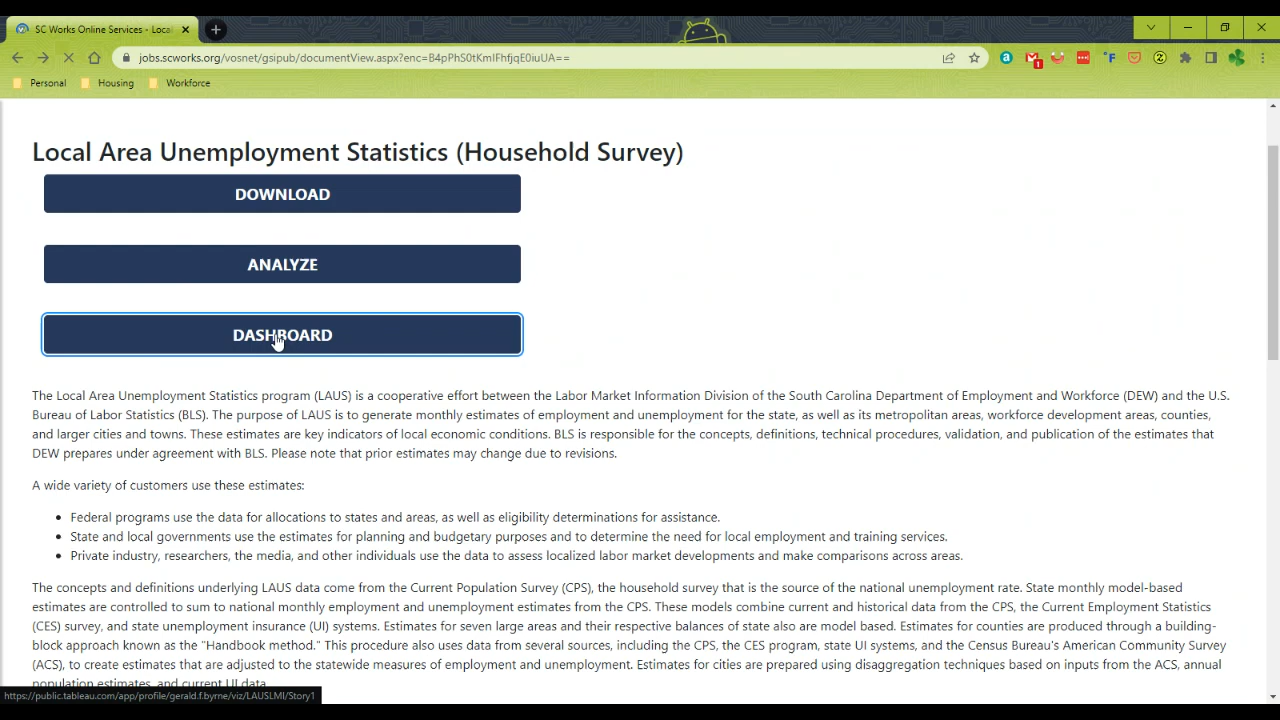 SC Works Online Services - Local
jobs.scworks.org/vosnet/gsipub/documentView.aspx?enc=B4pPhS0tKmIFhfjqE0iuUA==
Personal
Housing
Workforce
Local Area Unemployment Statistics (Household Survey)
DOWNLOAD
ANALYZE
DASHBOARD
The Local Area Unemployment Statistics program (LAUS) is a cooperative effort between the Labor Market Information Division of the South Carolina Department of Employment and Workforce (DEW) and the U.S.
Bureau of Labor Statistics (BLS). The purpose of LAUS is to generate monthly estimates of employment and unemployment for the state, as well as its metropolitan areas, workforce development areas, counties,
and larger cities and towns. These estimates are key indicators of local economic conditions. BLS is responsible for the concepts, definitions, technical procedures, validation, and publication of the estimates that
DEW prepares under agreement with BLS. Please note that prior estimates may change due to revisions.
A wide variety of customers use these estimates:
• Federal programs use the data for allocations to states and areas, as well as eligibility determinations for assistance.
• State and local governments use the estimates for planning and budgetary purposes and to determine the need for local employment and training services.
• Private industry, researchers, the media, and other individuals use the data to assess localized labor market developments and make comparisons across areas.
The concepts and definitions underlying LAUS data come from the Current Population Survey (CPS), the household survey that is the source of the national unemployment rate. State monthly model-based
estimates are controlled to sum to national monthly employment and unemployment estimates from the CPS. These models combine current and historical data from the CPS, the Current Employment Statistics
(CES) survey, and state unemployment insurance (UI) systems. Estimates for seven large areas and their respective balances of state also are model based. Estimates for counties are produced through a building-
block approach known as the "Handbook method." This procedure also uses data from several sources, including the CPS, the CES program, state UI systems, and the Census Bureau's American Community Survey
(ACS), to create estimates that are adjusted to the statewide measures of employment and unemployment. Estimates for cities are prepared using disaggregation techniques based on inputs from the ACS, annual
population estimates, and current UI data.
https://public.tableau.com/app/profile/gerald.f.byrne/viz/LAUSLMI/Story1